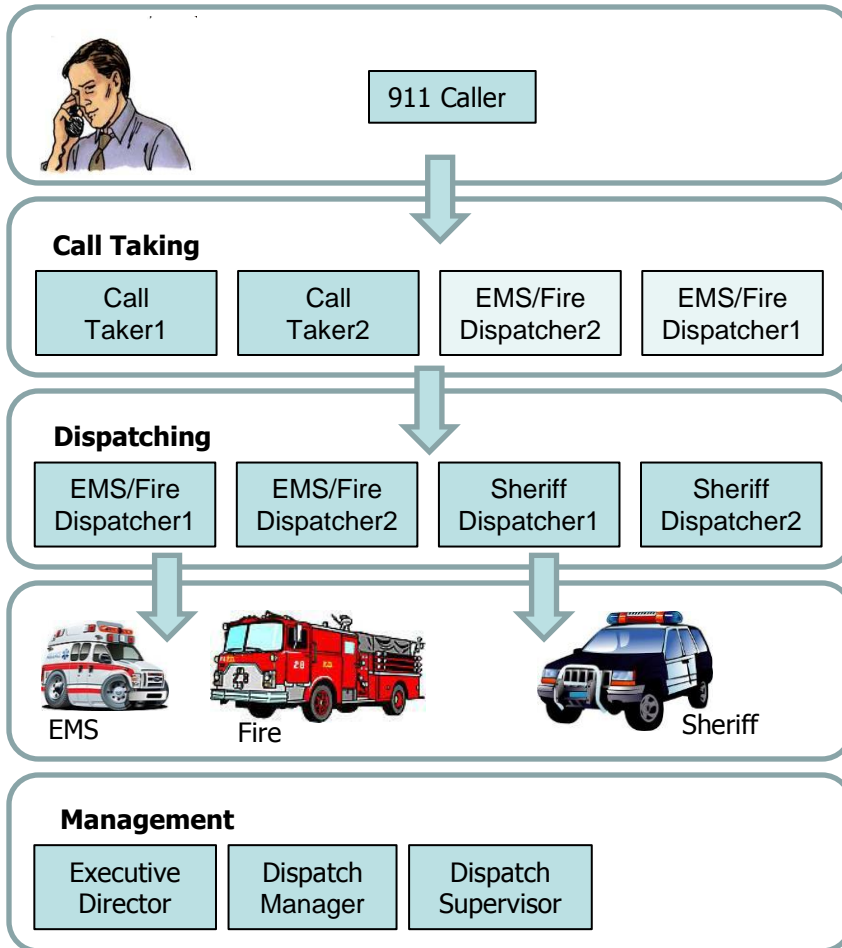 911 Caller
Call Taking
Call
Taker1
Call
Taker2
EMS/Fire
Dispatcher2
EMS/Fire
Dispatcher1
Dispatching
EMS/Fire
Dispatcher1
EMS/Fire
Dispatcher2
Sheriff
Dispatcher1
Sheriff
Dispatcher2
28
EMS
Fire
Sheriff
Management
Executive
Director
Dispatch
Manager
Dispatch
Supervisor